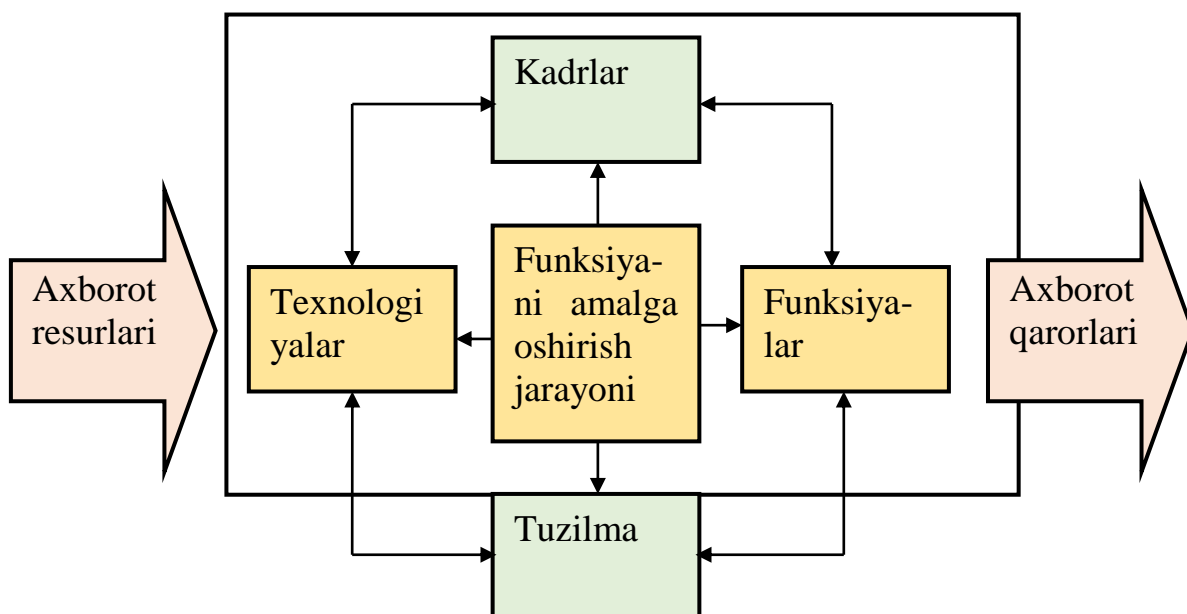 Kadrlar
Axborot
resurlari
Texnologi
yalar
Funksiya-
ni amalga
oshirish
jarayoni
Funksiya-
lar
Axborot
qarorlari
Tuzilma